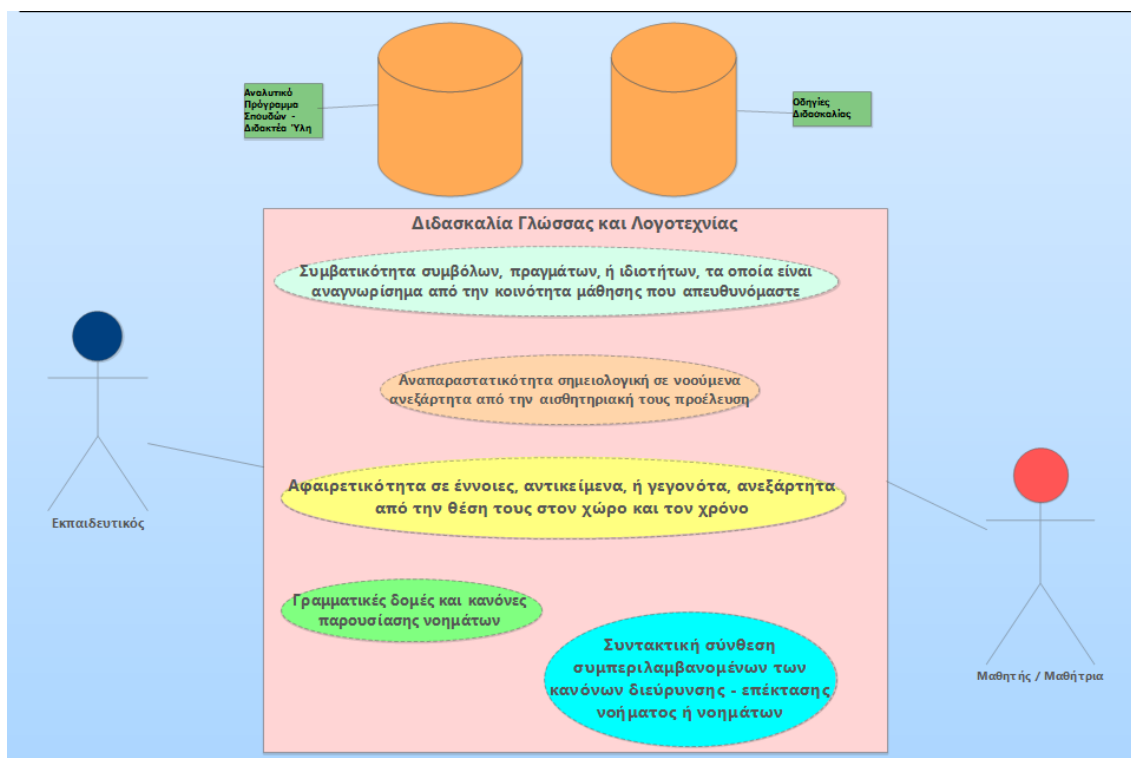 Αναλυτικό
Πρόγραμμα
Σπουδών -
Διδακτέα Ύλη
Οδηγίες
Διδασκαλίας
Διδασκαλία Γλώσσας και Λογοτεχνίας
Συμβατικότητα συμβόλων, πραγμάτων, ή ιδιοτήτων, τα οποία είναι
αναγνωρίσημα από την κοινότητα μάθησης που απευθυνόμαστε
Αναπαραστατικότητα σημειολογική σε νοούμενα
ανεξάρτητα από την αισθητηριακή τους προέλευση
Αφαιρετικότητα σε έννοιες, αντικείμενα, ή γεγονότα, ανεξάρτητα
από την θέση τους στον χώρο και τον χρόνο
Εκπαιδευτικός
Γραμματικές δομές και κανόνες
παρουσίασης νοημάτων
Συντακτική σύνθεση
συμπεριλαμβανομένων των
κανόνων διεύρυνσης - επέκτασης
νοήματος ή νοημάτων
Μαθητής / Μαθήτρια